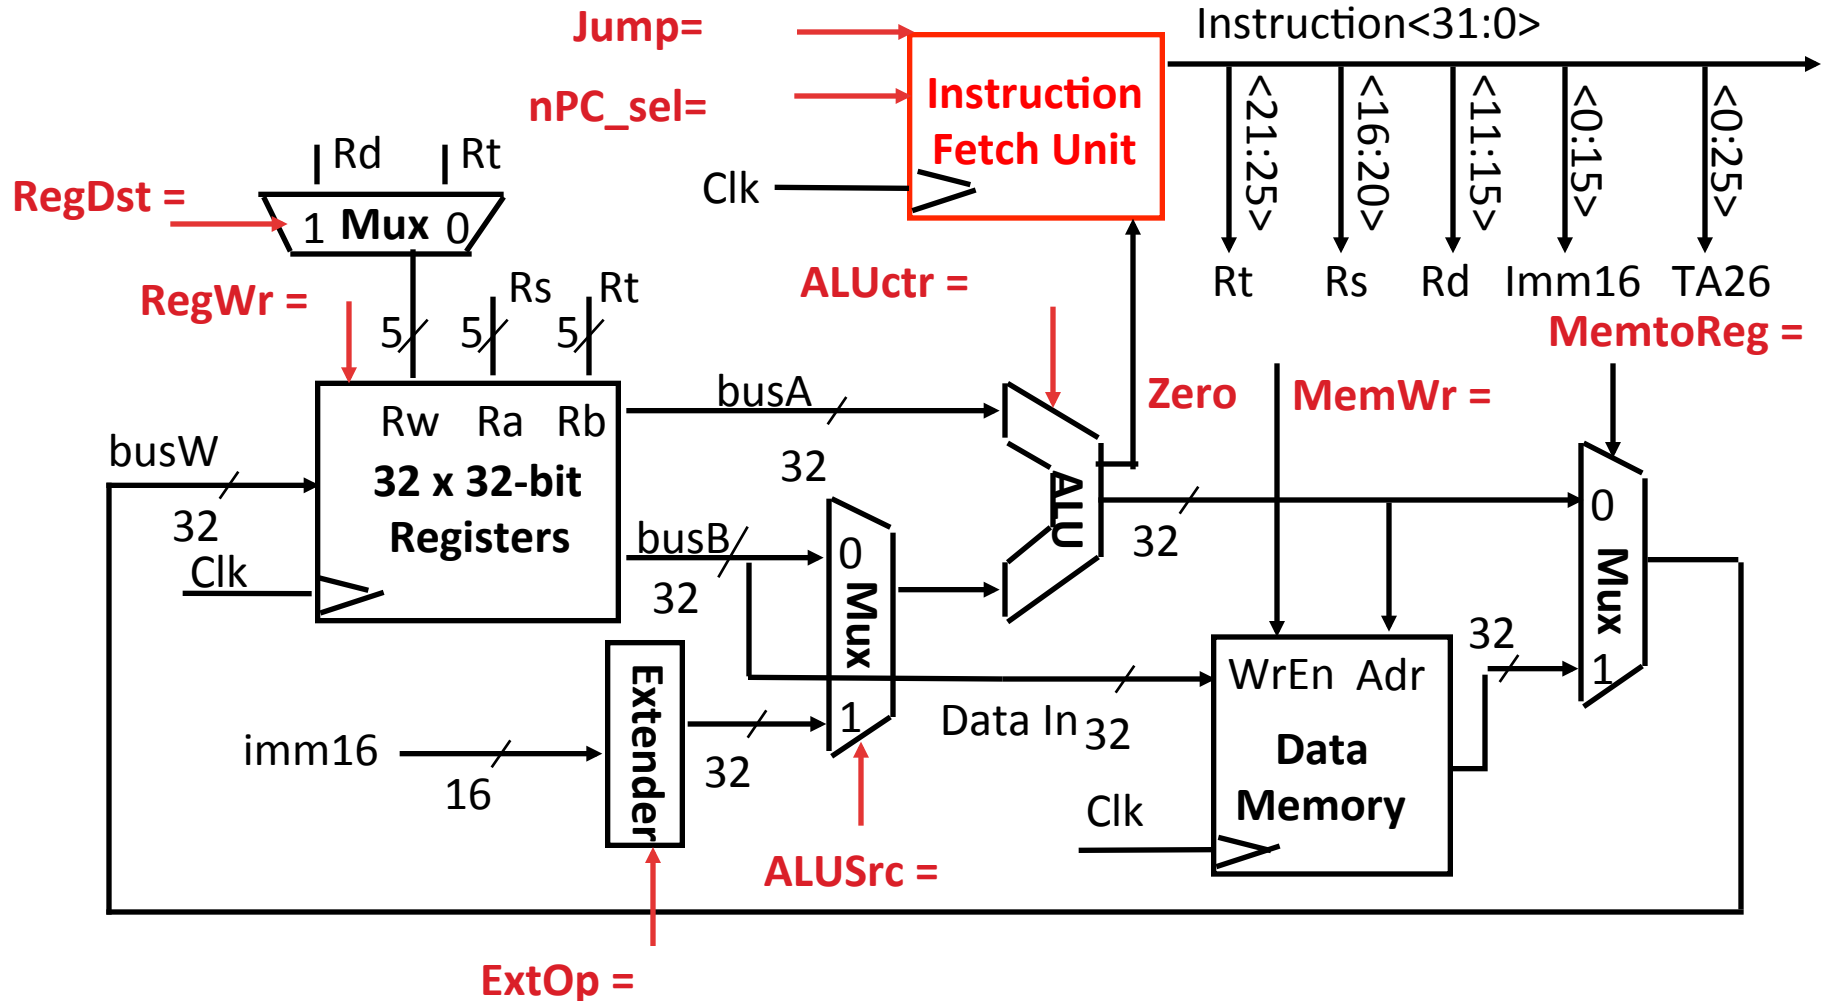 Jump=
Instruction<31:0>
nPC_sel=
Instruction
Fetch Unit
Clk
<21:25>
<16:20>
<11:15>
<0:15>
<0:25>
Rt
Rs
Rd
Imm16
TA26
Rd
Rt
RegDst =
1 Mux 0
RegWr =
5
5
Rs
5
Rt
ALUctr =
MemtoReg =
Zero
MemWr =
busW
32
Clk
Rw Ra Rb
32 x 32-bit
Registers
busA
32
busB
32
0
Mux
1
ALU
32
0
Mux
1
imm16
16
Extender
32
Data In
32
WrEn Adr
Data
Memory
Clk
32
ALUSrc =
ExtOp =